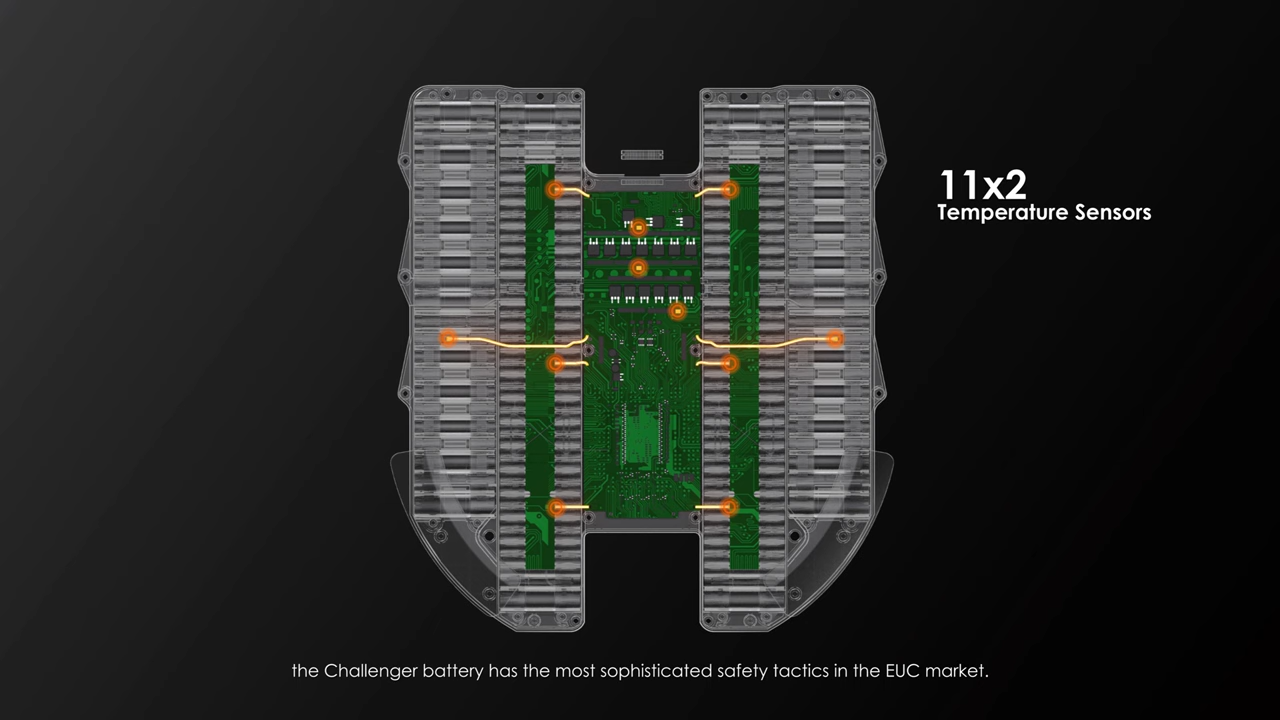 11x2
Temperature Sensors
the Challenger battery has the most sophisticated safety tactics in the EUC market.